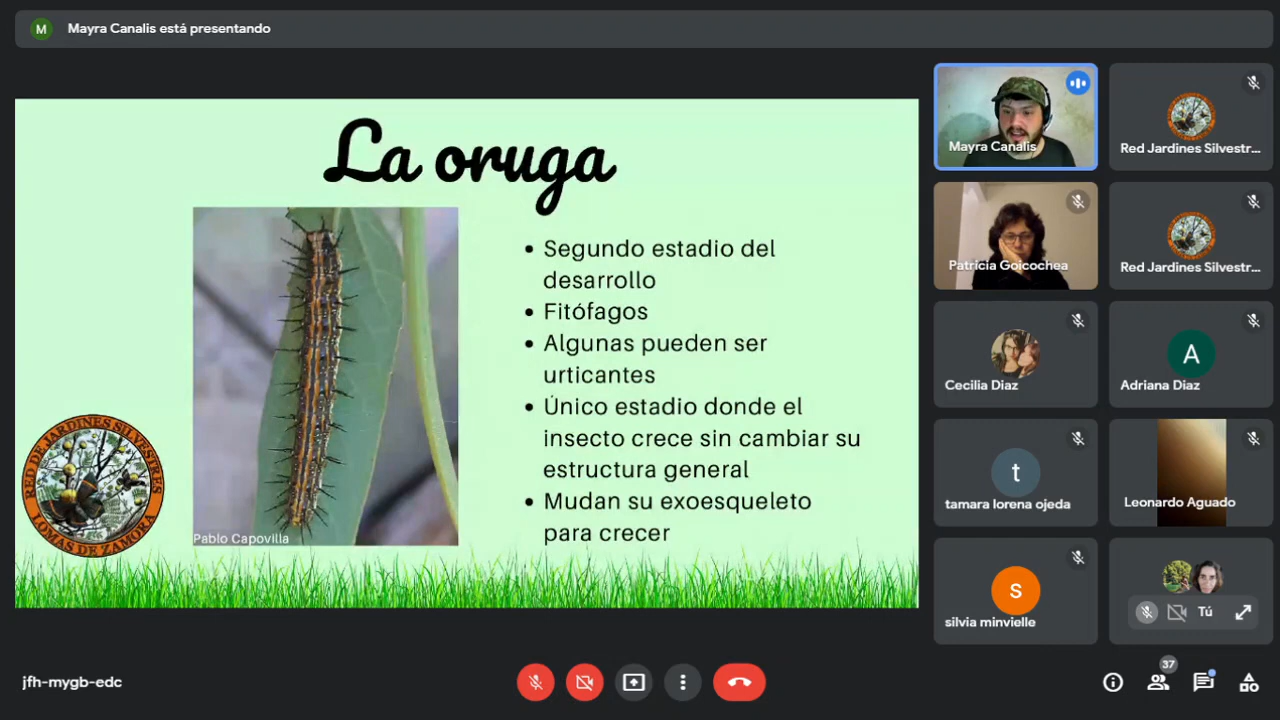 M
Mayra Canalis está presentando
La oruga
Segundo estadio del
desarrollo
Fitófagos
Algunas pueden ser
urticantes
Único estadio donde el
insecto crece sin cambiar su
estructura general
Mudan su exoesqueleto
para crecer
Pablo Capovilla
RED DE JARDINES SILVESTRES
LOMAS DE ZAMORA
Mayra Canalis
Red Jardines Silvestr...
Patricia Goicochea
Red Jardines Silvestr...
Cecilia Diaz
A
Adriana Diaz
t
tamara lorena ojeda
Leonardo Aguado
s
silvia minvielle
Tú
jfh-mygb-edc
37